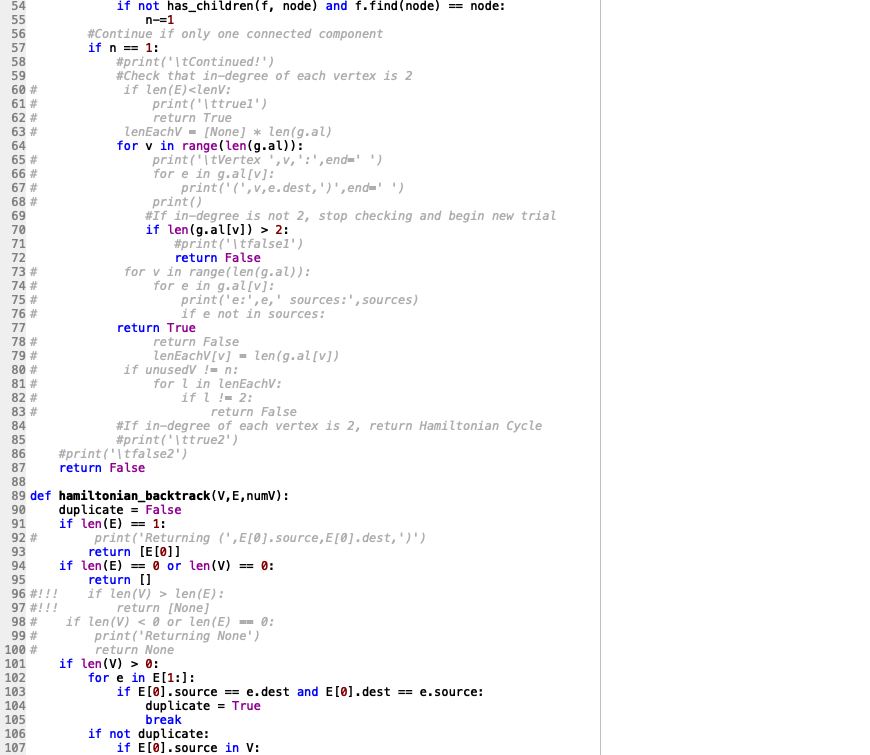 54 if not has_children(f, node) and f.find(node) == node:
55 n-=1
56 #Continue if only one connected component
57 if n == 1:
58 #print('\tContinued!')
59 #Check that in-degree of each vertex is 2
60 # if len(E)<lenV:
61 # print('\ttrue1')
62 # return True
63 # lenEachV = [None] * len(g.al)
64 for v in range(len(g.al)):
65 # print('\tVertex ',v,':',end=' ')
66 # for e in g.al[v]:
67 # print('(',v,e.dest,')',end=' ')
68 # print()
69 #If in-degree is not 2, stop checking and begin new trial
70 if len(g.al[v]) > 2:
71 #print('\tfalse1')
72 return False
73 # for v in range(len(g.al)):
74 # for e in g.al[v]:
75 # print('e:',e,' sources:',sources)
76 # if e not in sources:
77 return True
78 # return False
79 # lenEachV[v] = len(g.al[v])
80 # if unusedV != n:
81 # for l in lenEachV:
82 # if l != 2:
83 # return False
84 #If in-degree of each vertex is 2, return Hamiltonian Cycle
85 #print('\ttrue2')
86 #print('\tfalse2')
87 return False
88
89 def hamiltonian_backtrack(V,E,numV):
90 duplicate = False
91 if len(E) == 1:
92 # print('Returning (',E[0].source,E[0].dest,')')
93 return [E[0]]
94 if len(E) == 0 or len(V) == 0:
95 return []
96 #!!! if len(V) > len(E):
97 #!!! return [None]
98 # if len(V) < 0 or len(E) == 0:
99 # print('Returning None')
100 # return None
101 if len(V) > 0:
102 for e in E[1:]:
103 if E[0].source == e.dest and E[0].dest == e.source:
104 duplicate = True
105 break
106 if not duplicate:
107 if E[0].source in V: